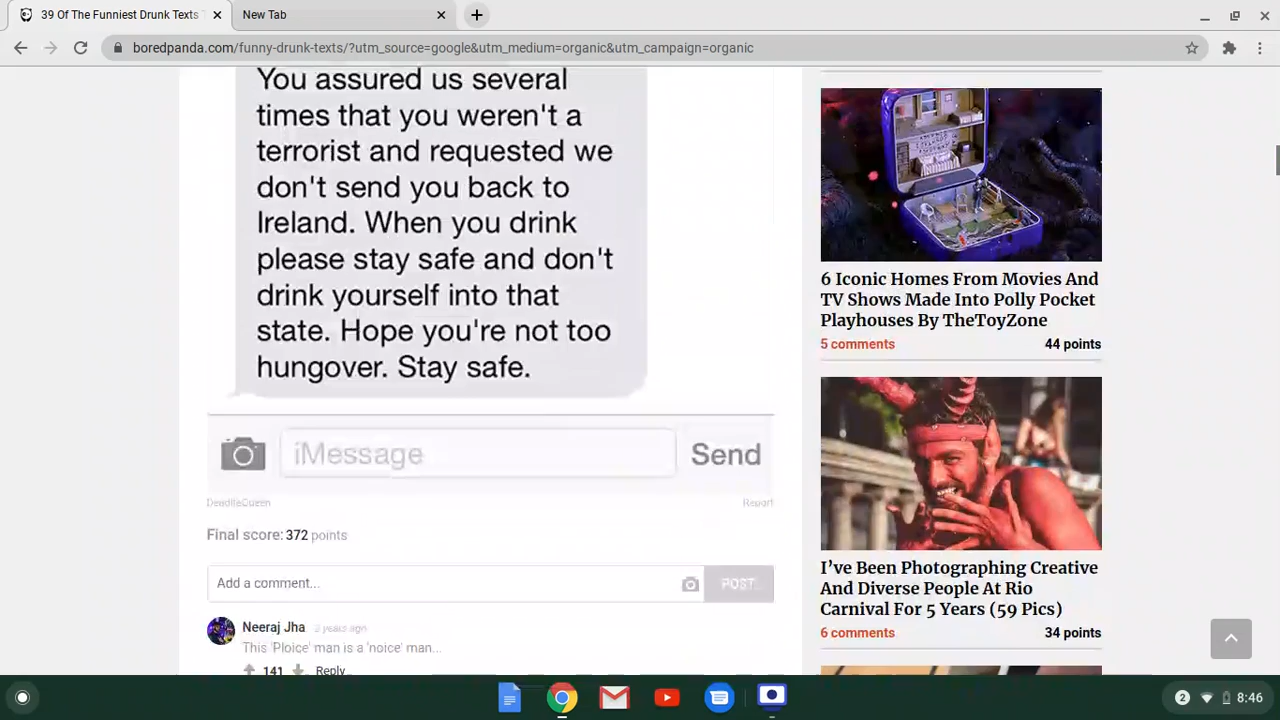 39 Of The Funniest Drunk Texts
New Tab
boredpanda.com/funny-drunk-texts/?utm_source=google&utm_medium=organic&utm_campaign=organic
You assured us several
times that you weren't a
terrorist and requested we
don't send you back to
Ireland. When you drink
please stay safe and don't
drink yourself into that
state. Hope you're not too
hungover. Stay safe.
iMessage
Send
DeadlieQueen
Report
Final score: 372 points
Add a comment...
POST
Neeraj Jha 2 years ago
This 'Ploice' man is a 'noice' man...
141 Reply
6 Iconic Homes From Movies And
TV Shows Made Into Polly Pocket
Playhouses By TheToyZone
5 comments
44 points
I've Been Photographing Creative
And Diverse People At Rio
Carnival For 5 Years (59 Pics)
6 comments
34 points
2
8:46